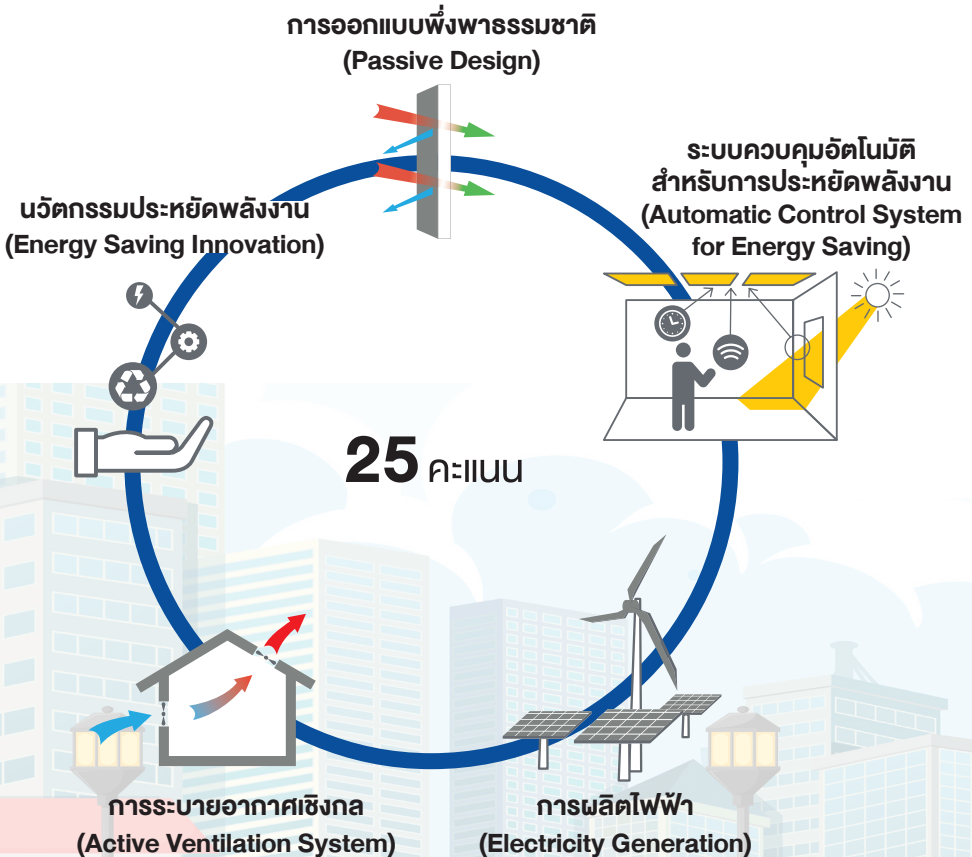 การออกแบบพึ่งพาธรรมชาติ
(Passive Design)
ระบบควบคุมอัตโนมัติ
สำหรับการประหยัดพลังงาน
(Automatic Control System
for Energy Saving)
นวัตกรรมประหยัดพลังงาน
(Energy Saving Innovation)
25 คะแนน
การระบายอากาศเชิงกล
(Active Ventilation System)
การผลิตไฟฟ้า
(Electricity Generation)